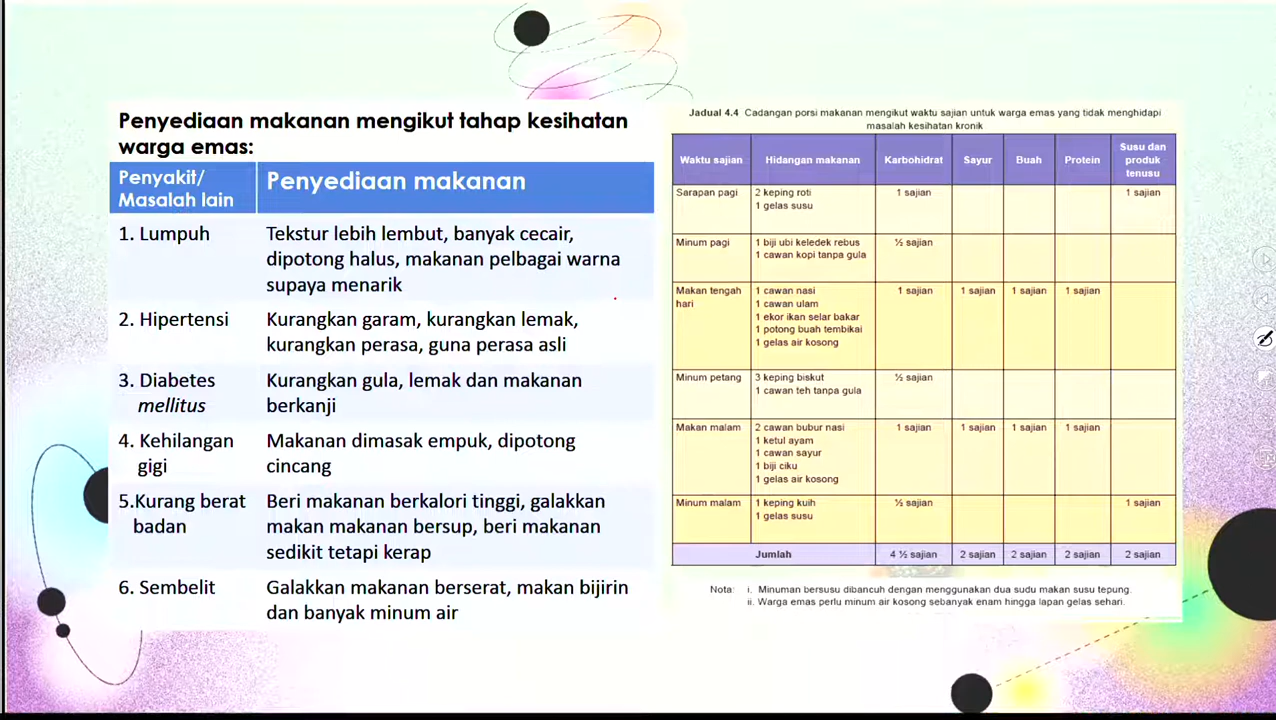 Penyediaan makanan mengikut tahap kesihatan
warga emas:
Penyakit/
Masalah lain
Penyediaan makanan
1. Lumpuh
Tekstur lebih lembut, banyak cecair,
dipotong halus, makanan pelbagai warna
supaya menarik
2. Hipertensi
Kurangkan garam, kurangkan lemak,
kurangkan perasa, guna perasa asli
3. Diabetes
mellitus
Kurangkan gula, lemak dan makanan
berkanji
4. Kehilangan
gigi
Makanan dimasak empuk, dipotong
cincang
5.Kurang berat
badan
Beri makanan berkalori tinggi, galakkan
makan makanan bersup, beri makanan
sedikit tetapi kerap
6. Sembelit
Galakkan makanan berserat, makan bijirin
dan banyak minum air
Jadual 4.4 Cadangan porsi makanan mengikut waktu sajian untuk warga emas yang tidak menghidapi
masalah kesihatan kronik
Waktu sajian
Hidangan makanan
Karbohidrat
Sayur
Buah
Protein
Susu dan
produk
tenusu
Sarapan pagi
2 keping roti
1 gelas susu
1 sajian
1 sajian
Minum pagi
1 biji ubi keledek rebus
1 cawan kopi tanpa gula
½ sajian
Makan tengah
hari
1 cawan nasi
1 cawan ulam
1 ekor ikan selar bakar
1 potong buah tembikai
1 gelas air kosong
1 sajian
1 sajian
1 sajian
1 sajian
Minum petang
3 keping biskut
1 cawan teh tanpa gula
½ sajian
Makan malam
2 cawan bubur nasi
1 ketul ayam
1 cawan sayur
1 biji ciku
1 gelas air kosong
1 sajian
1 sajian
1 sajian
1 sajian
Minum malam
1 keping kuih
1 gelas susu
½ sajian
1 sajian
Jumlah
4 ½ sajian
2 sajian
2 sajian
2 sajian
2 sajian
Nota: i. Minuman bersusu dibancuh dengan menggunakan dua sudu makan susu tepung.
ii. Warga emas perlu minum air kosong sebanyak enam hingga lapan gelas sehari.